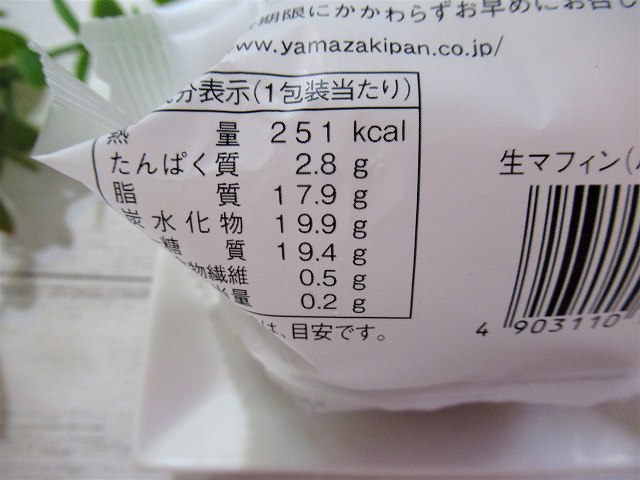 期限にかかわらずお早めにお召し
www.yamazakipan.co.jp/
分表示(1包装当たり)
熱量 251 kcal
たんぱく質 2.8 g
脂質 17.9 g
炭水化物 19.9 g
糖質 19.4 g
物繊維 0.5 g
当量 0.2 g
は、目安です。
生マフィン(
4 903110